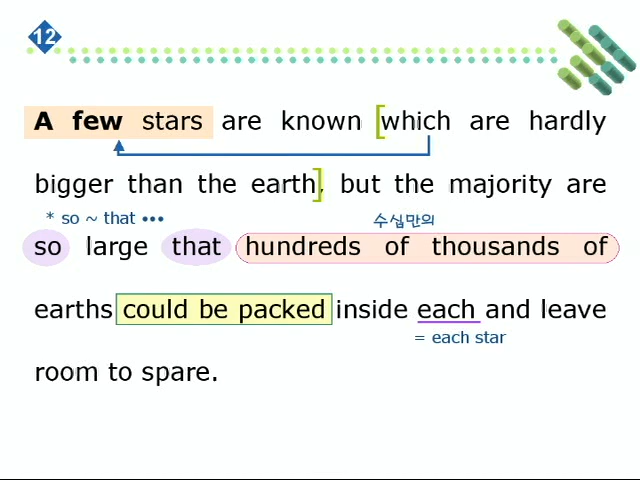 12
A few stars are known [which are hardly
bigger than the earth], but the majority are
* so ~ that •••
수십만의
so large that hundreds of thousands of
earths could be packed inside each and leave
= each star
room to spare.